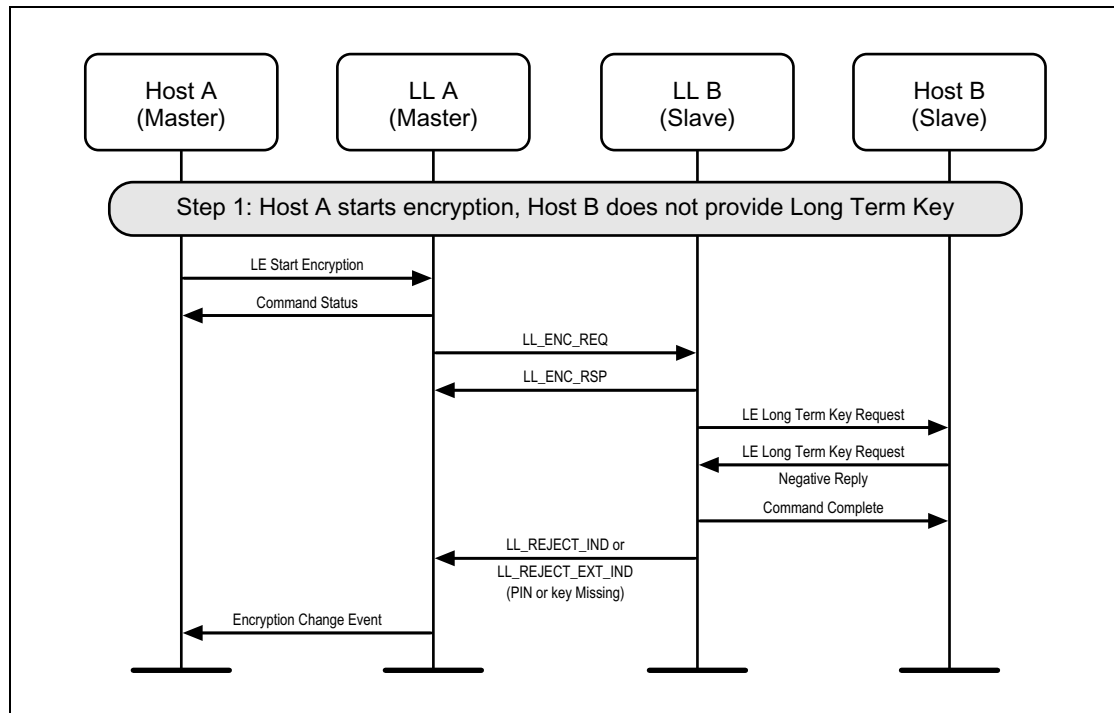 Host A
(Master)
LL A
(Master)
LL B
(Slave)
Host B
(Slave)
Step 1: Host A starts encryption, Host B does not provide Long Term Key
LE Start Encryption
Command Status
LL_ENC_REQ
LL_ENC_RSP
LE Long Term Key Request
LE Long Term Key Request
Negative Reply
Command Complete
LL_REJECT_IND or
LL_REJECT_EXT_IND
(PIN or key Missing)
Encryption Change Event